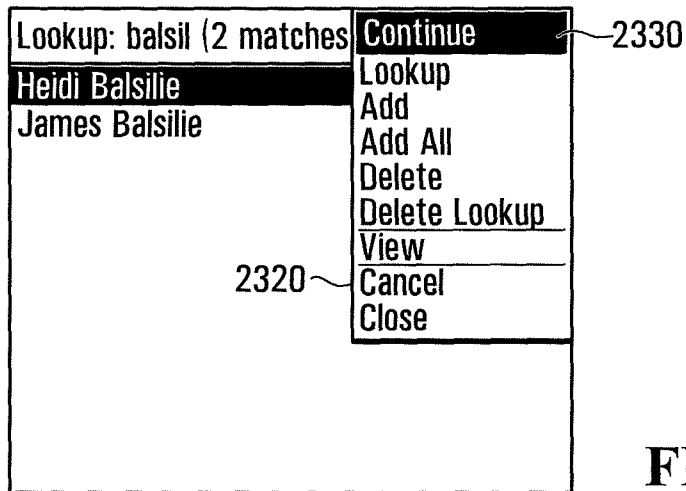 Lookup: balsil (2 matches
Heidi Balsilie
James Balsilie
Continue
Lookup
Add
Add All
Delete
Delete Lookup
View
Cancel
Close
2330
2320